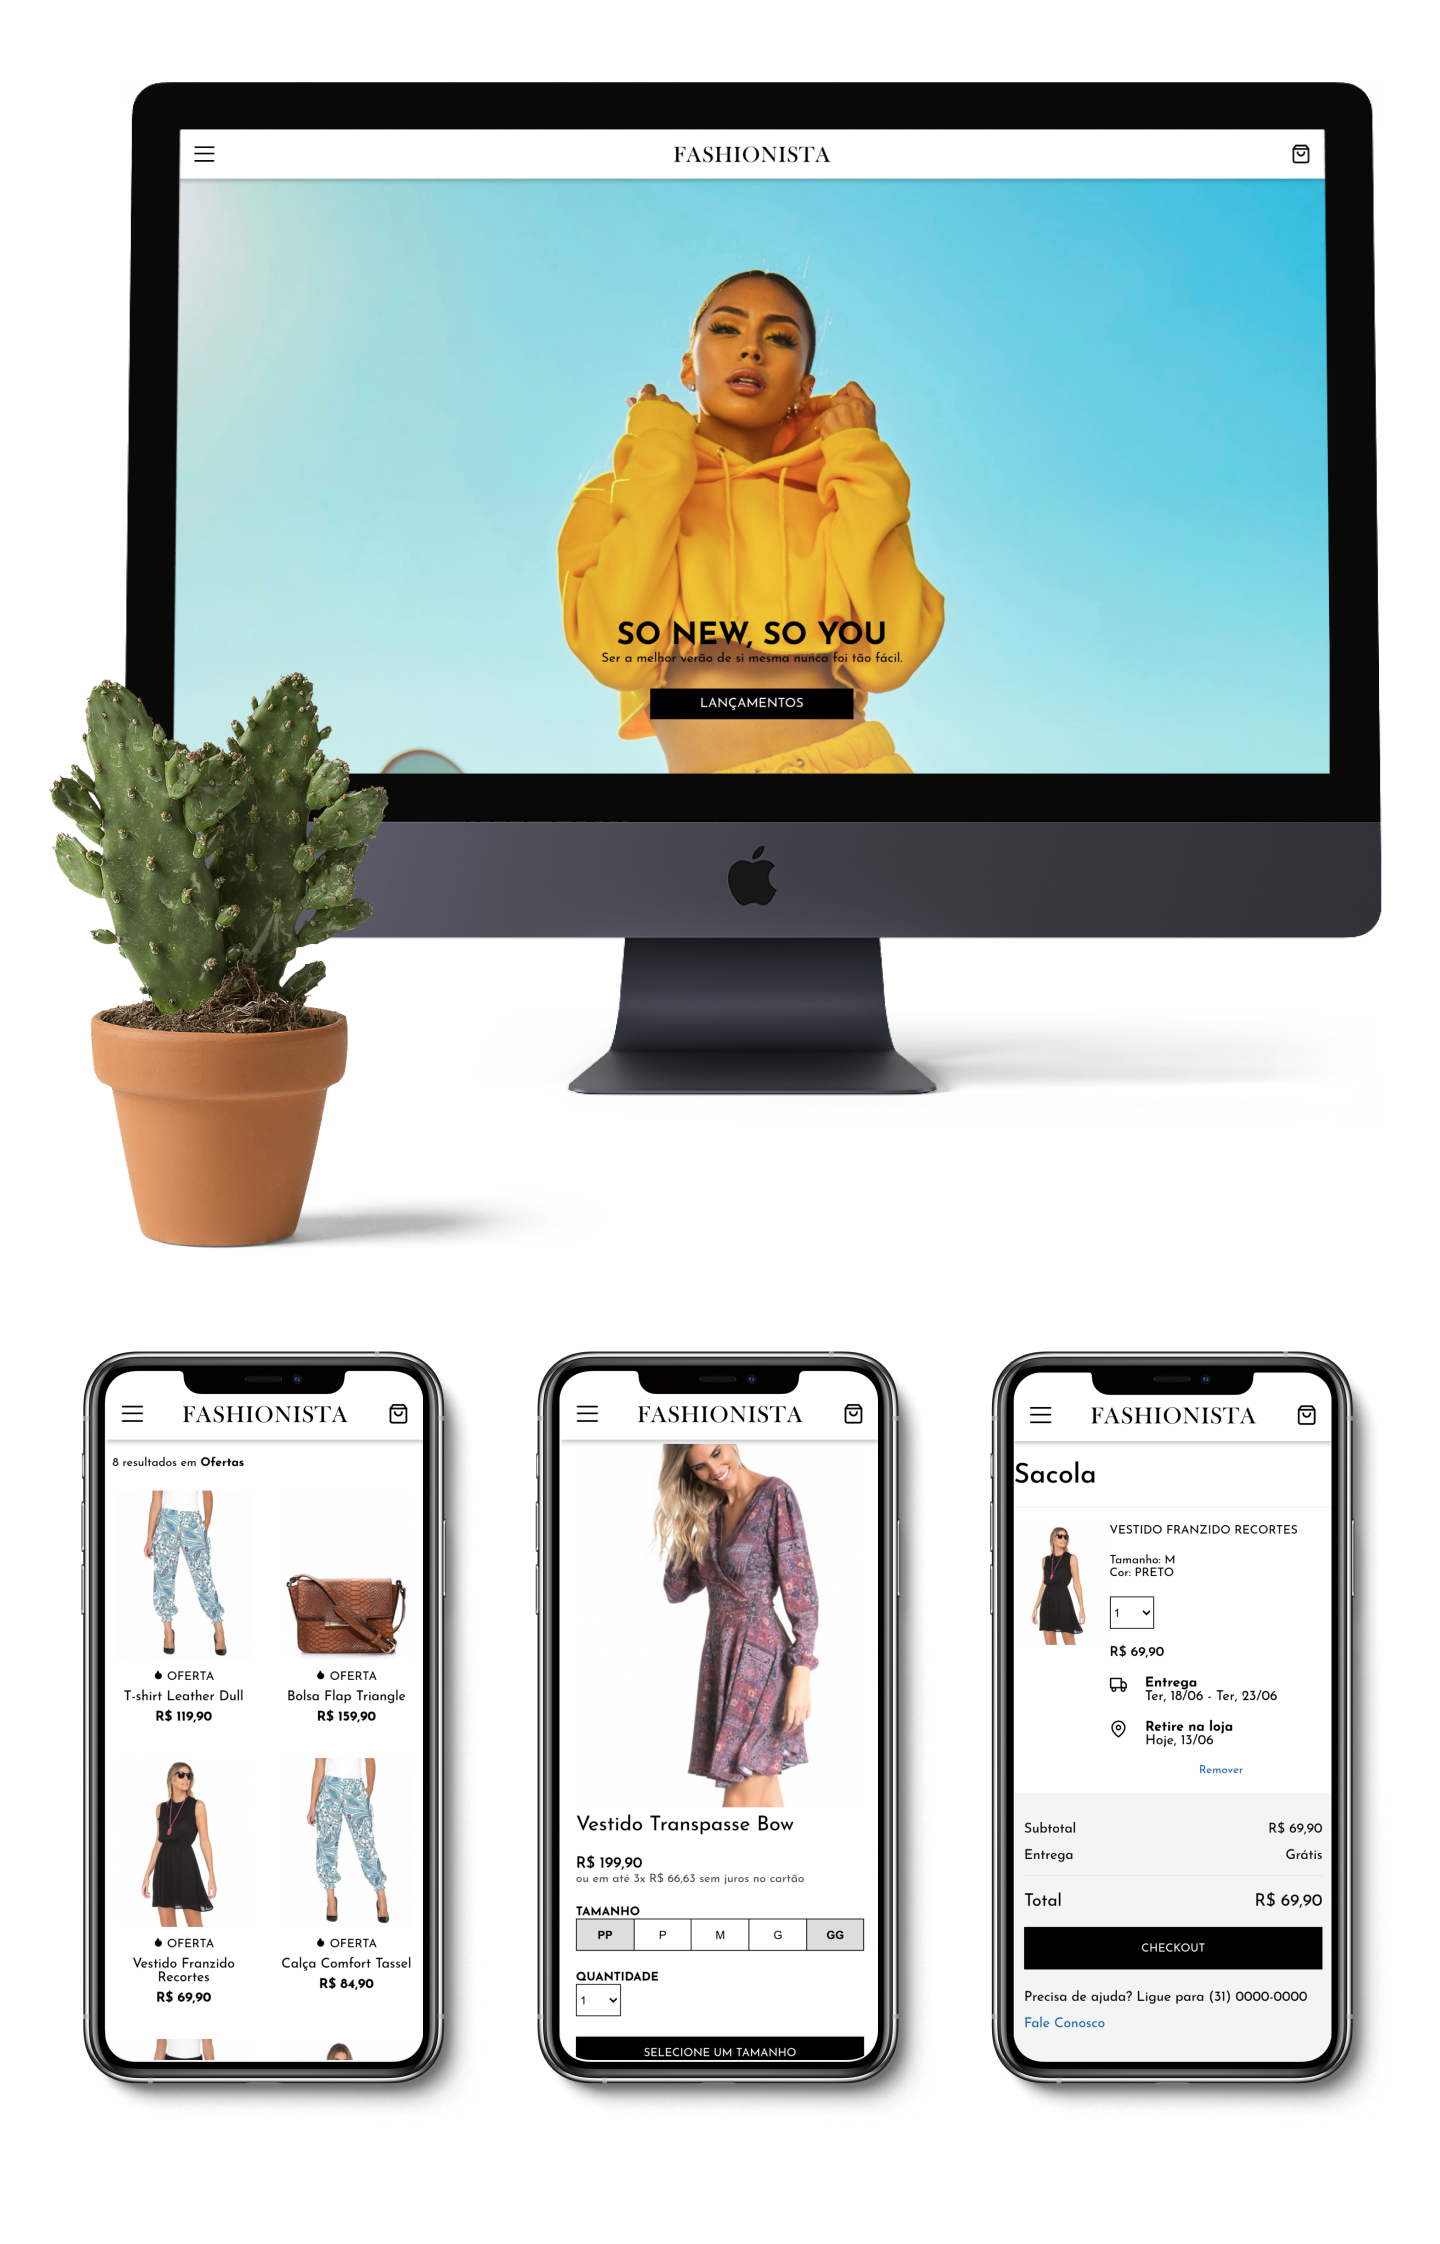 FASHIONISTA
SO NEW, SO YOU
Ser a melhor verão de si mesma nunca foi tão fácil.
LANÇAMENTOS
FASHIONISTA
8 resultados em Ofertas
OFERTA
T-shirt Leather Dull
R$ 119,90
OFERTA
Bolsa Flap Triangle
R$ 159,90
OFERTA
Vestido Franzido
Recortes
R$ 69,90
OFERTA
Calça Comfort Tassel
R$ 84,90
FASHIONISTA
Vestido Transpasse Bow
R$ 199,90
ou em até 3x R$ 66,63 sem juros no cartão
TAMANHO
PP P M G GG
QUANTIDADE
1
SELECIONE UM TAMANHO
FASHIONISTA
Sacola
VESTIDO FRANZIDO RECORTES
Tamanho: M
Cor: PRETO
1
R$ 69,90
Entrega
Ter, 18/06 - Ter, 23/06
Retire na loja
Hoje, 13/06
Remover
Subtotal R$ 69,90
Entrega Grátis
Total R$ 69,90
CHECKOUT
Precisa de ajuda? Ligue para (31) 0000-0000
Fale Conosco